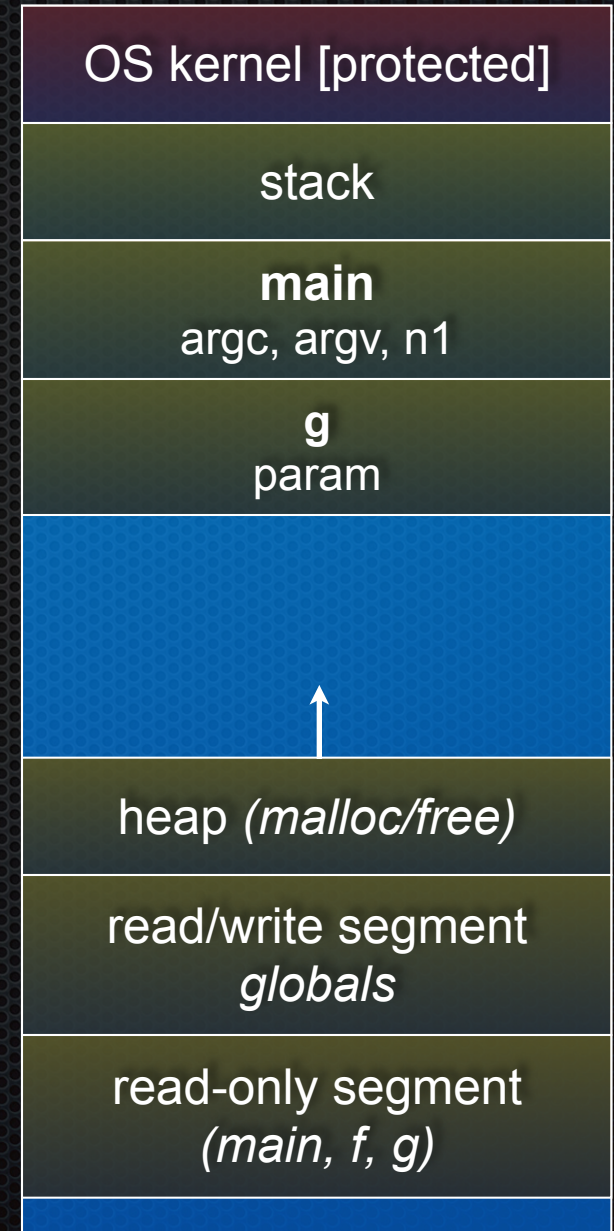 OS kernel [protected]
stack
main
argc, argv, n1
g
param
heap (malloc/free)
read/write segment
globals
read-only segment
(main, f, g)